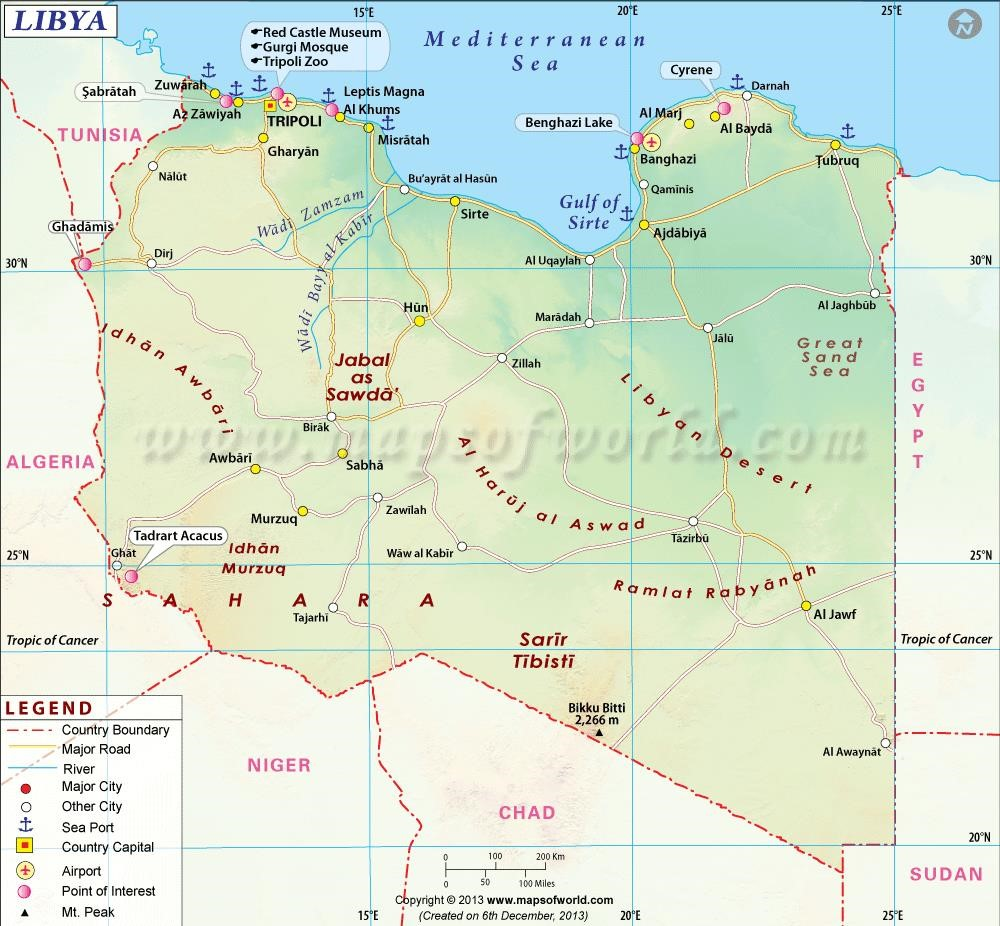 LIBYA
15°E
20°E
25°E
N
Red Castle Museum
Gurgi Mosque
Tripoli Zoo
Mediterranean
Sea
Cyrene
Zuwārah
Şabrātah
Az Zāwiyah
TRIPOLI
Leptis Magna
Al Khums
Misrātah
Darnah
Al Marj
Al Baydā
Benghazi Lake
Banghazi
Ţubruq
TUNISIA
Gharyān
Nālūt
Bu'ayrāt al Hasūn
Qamīnis
Wādī Zamzam
Sirte
Gulf of
Sirte
Ajdābiyā
Ghadāmis
Wādī Bayy al Kabīr
Dirj
Al Uqaylah
30°N
30°N
Al Jaghbūb
Hūn
Marādah
Jālū
Idhān Awbāri
Great
Sand
Sea
Jabal
as
Sawdā'
Zillah
EGYPT
Libyan Desert
Birāk
www.mapsofworld.com
ALGERIA
Awbārī
Sabhā
Al Harūj al Aswad
Murzuq
Zawīlah
Tadrart Acacus
Tāzirbū
Ghāt
Idhān
Murzuq
Wāw al Kabīr
25°N
25°N
Ramlat Rabyānah
SAHARA
Tajarhī
Al Jawf
Tropic of Cancer
Tropic of Cancer
Sarīr
Tībistī
Bikku Bitti
2,266 m
Al Awaynāt
LEGEND
Country Boundary
Major Road
River
Major City
Other City
Sea Port
Country Capital
Airport
Point of Interest
Mt. Peak
NIGER
CHAD
SUDAN
20°N
0 100 200 Km
0 50 100 Miles
Copyright © 2013 www.mapsofworld.com
(Created on 6th December, 2013)
15°E
20°E
25°E